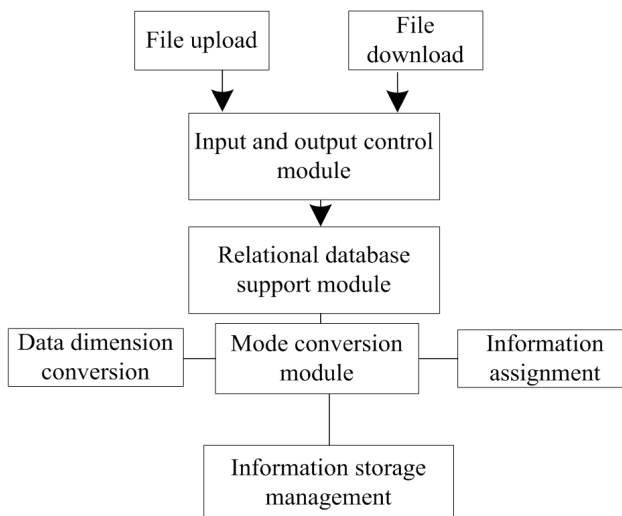 File upload
File
download
Input and output control
module
Relational database
support module
Data dimension
conversion
Mode conversion
module
Information
assignment
Information storage
management